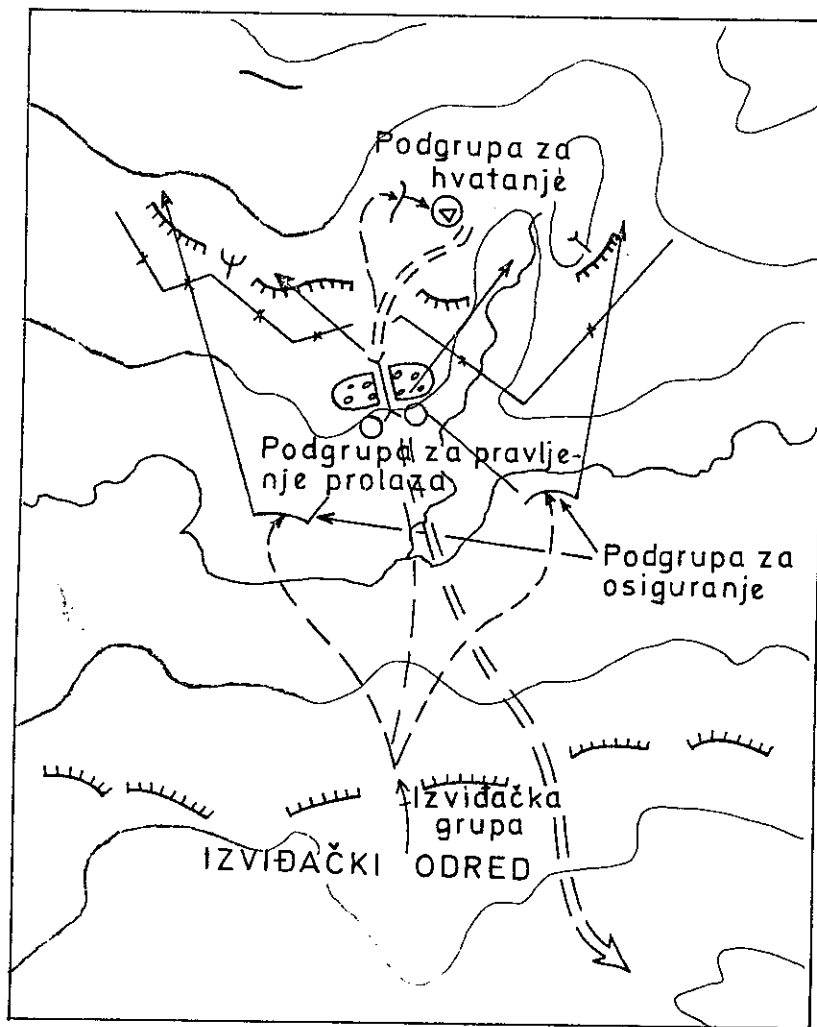 Podgrupa za
hvatanje
Podgrupa za pravlje-
nje prolaza
Podgrupa za
osiguranje
Izviđačka
grupa
IZVIĐAČKI ODRED